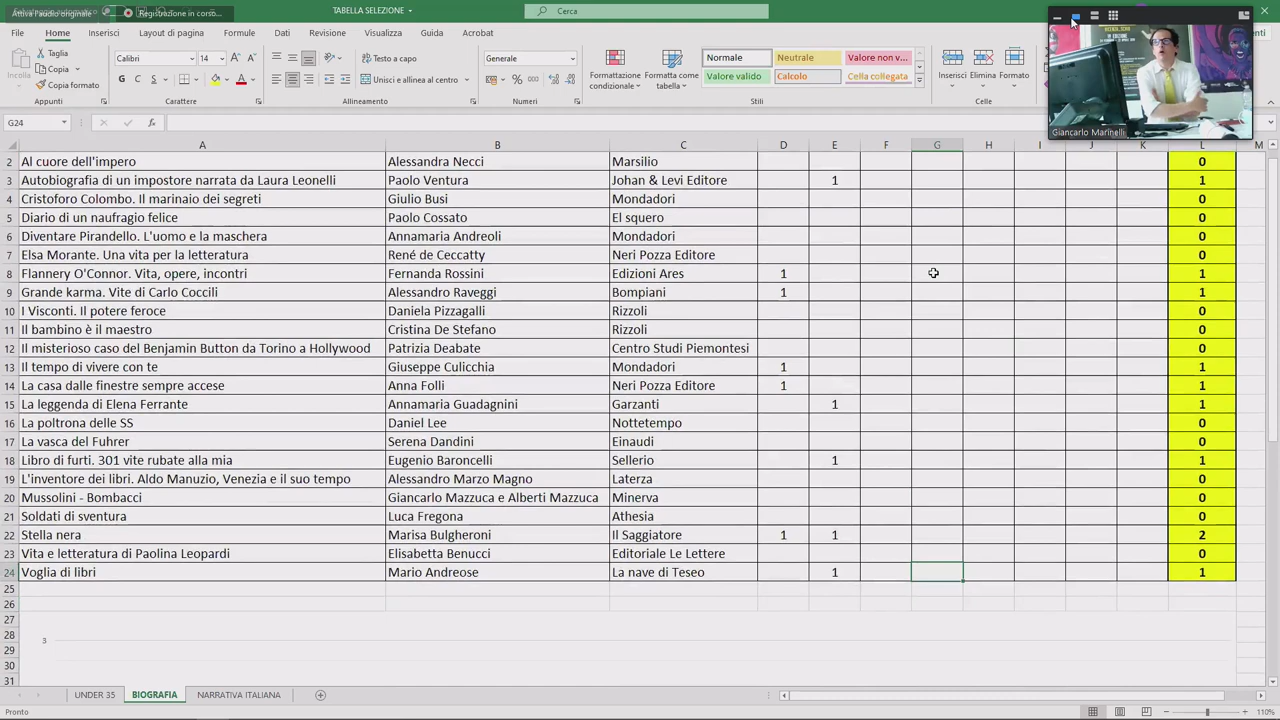 Attiva l'audio originale
Registrazione in corso...
TABELLA SELEZIONE
Cerca
File Home Inserisci Layout di pagina Formule Dati Revisione Visualizza Guida Acrobat
Incolla
Taglia
Copia
Copia formato
Appunti
Calibri 14
G C S
Carattere
Testo a capo
Unisci e allinea al centro
Allineamento
Generale
% 000
Numeri
Formattazione condizionale
Formatta come tabella
Normale Neutrale Valore non v...
Valore valido Calcolo Cella collegata
Stili
Inserisci Elimina Formato
Celle
Giancarlo Marinelli
G24
A B C D E F G H I J K L M
2 Al cuore dell'impero Alessandra Necci Marsilio 0
3 Autobiografia di un impostore narrata da Laura Leonelli Paolo Ventura Johan & Levi Editore 1 1
4 Cristoforo Colombo. Il marinaio dei segreti Giulio Busi Mondadori 0
5 Diario di un naufragio felice Paolo Cossato El squero 0
6 Diventare Pirandello. L'uomo e la maschera Annamaria Andreoli Mondadori 0
7 Elsa Morante. Una vita per la letteratura René de Ceccatty Neri Pozza Editore 0
8 Flannery O'Connor. Vita, opere, incontri Fernanda Rossini Edizioni Ares 1 1
9 Grande karma. Vite di Carlo Coccili Alessandro Raveggi Bompiani 1 1
10 I Visconti. Il potere feroce Daniela Pizzagalli Rizzoli 0
11 Il bambino è il maestro Cristina De Stefano Rizzoli 0
12 Il misterioso caso del Benjamin Button da Torino a Hollywood Patrizia Deabate Centro Studi Piemontesi 0
13 Il tempo di vivere con te Giuseppe Culicchia Mondadori 1 1
14 La casa dalle finestre sempre accese Anna Folli Neri Pozza Editore 1 1
15 La leggenda di Elena Ferrante Annamaria Guadagnini Garzanti 1 1
16 La poltrona delle SS Daniel Lee Nottetempo 0
17 La vasca del Fuhrer Serena Dandini Einaudi 0
18 Libro di furti. 301 vite rubate alla mia Eugenio Baroncelli Sellerio 1 1
19 L'inventore dei libri. Aldo Manuzio, Venezia e il suo tempo Alessandro Marzo Magno Laterza 0
20 Mussolini - Bombacci Giancarlo Mazzuca e Alberti Mazzuca Minerva 0
21 Soldati di sventura Luca Fregona Athesia 0
22 Stella nera Marisa Bulgheroni Il Saggiatore 1 1 2
23 Vita e letteratura di Paolina Leopardi Elisabetta Benucci Editoriale Le Lettere 0
24 Voglia di libri Mario Andreose La nave di Teseo 1 1
25
26
27
28
29
30
31
3
UNDER 35 BIOGRAFIA NARRATIVA ITALIANA
Pronto
110%